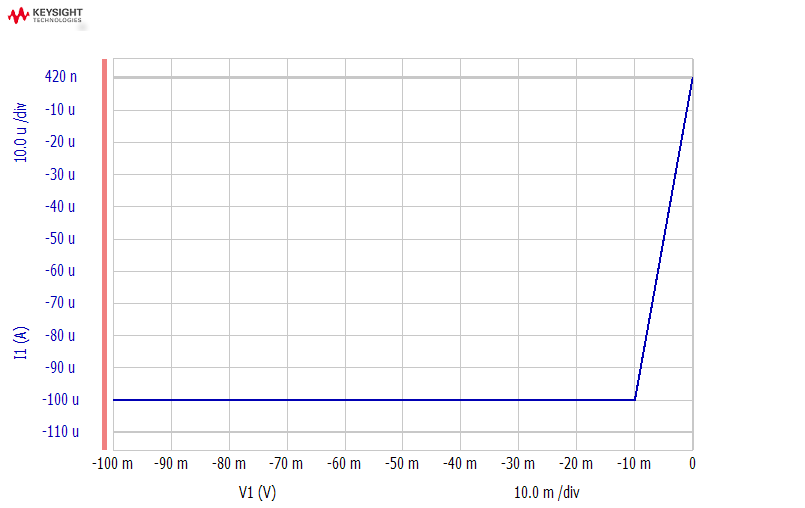 KEYSIGHT
TECHNOLOGIES
420 n
-10 u
-20 u
-30 u
-40 u
-50 u
-60 u
-70 u
-80 u
-90 u
-100 u
-110 u
10.0 u /div
I1 (A)
-100 m -90 m -80 m -70 m -60 m -50 m -40 m -30 m -20 m -10 m 0
V1 (V) 10.0 m /div